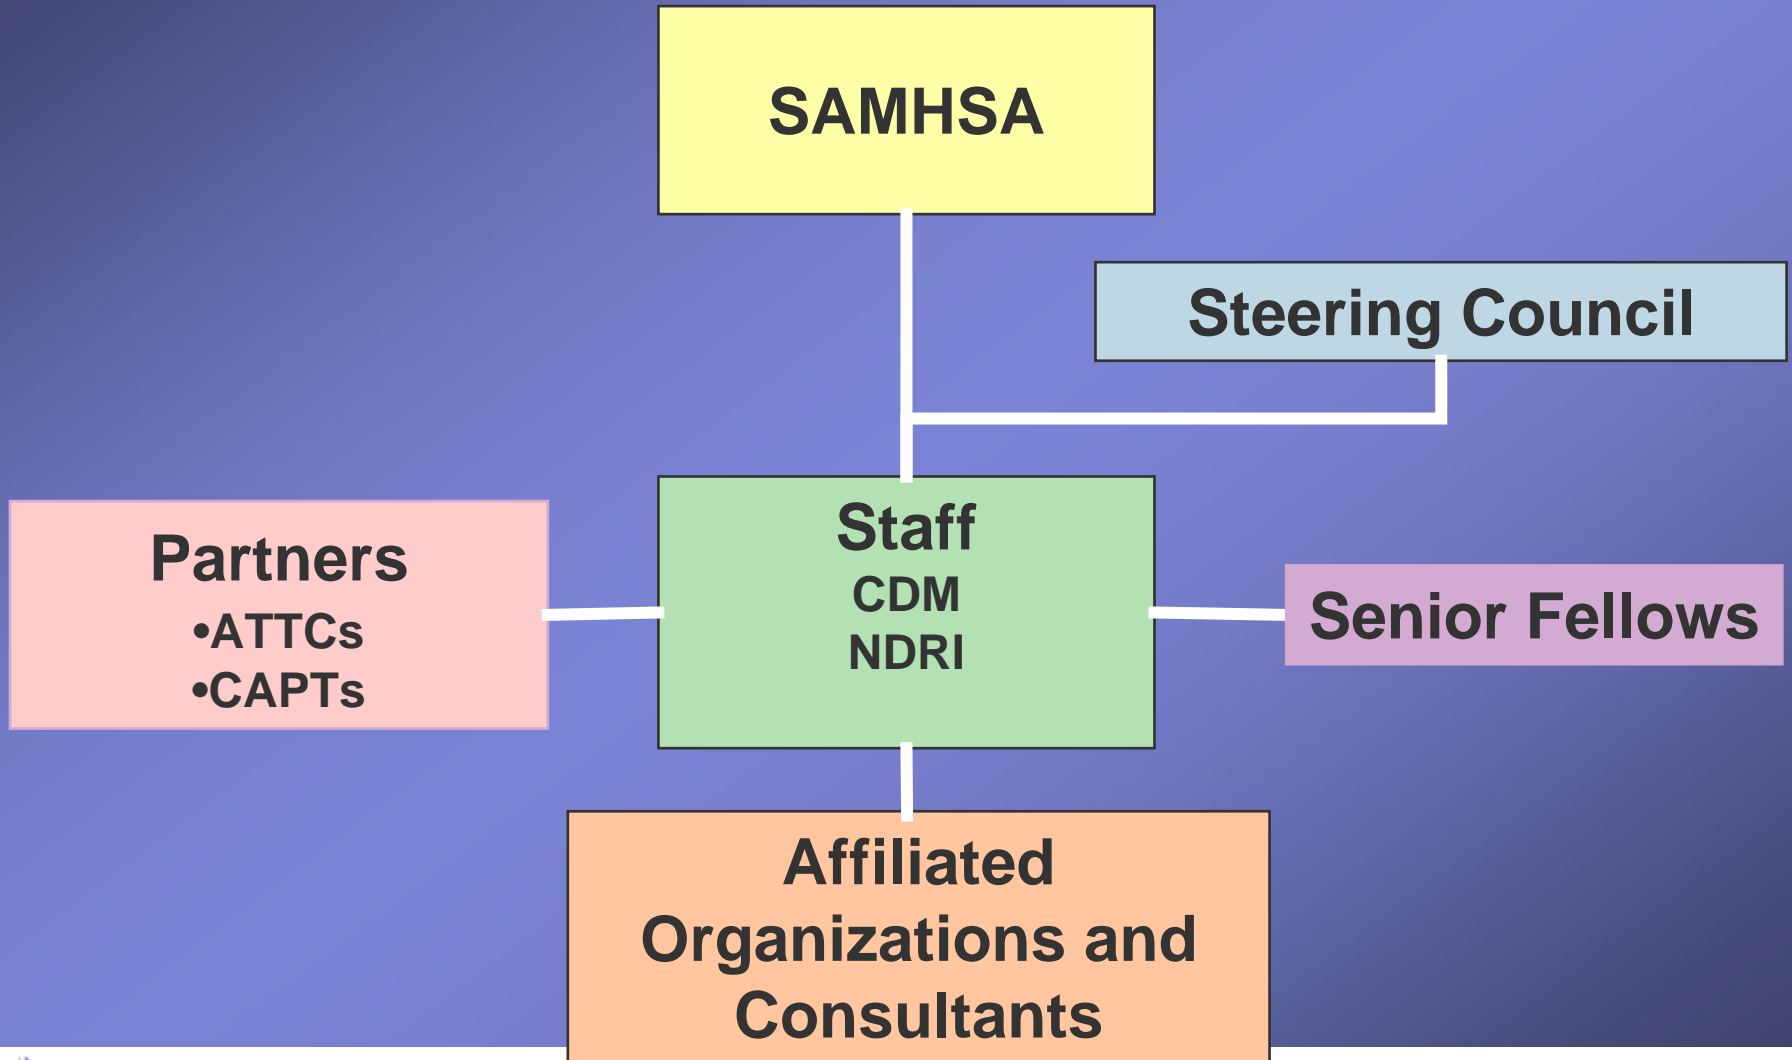 SAMHSA
Steering Council
Partners
•ATTCs
•CAPTs
Staff
CDM
NDRI
Senior Fellows
Affiliated
Organizations and
Consultants